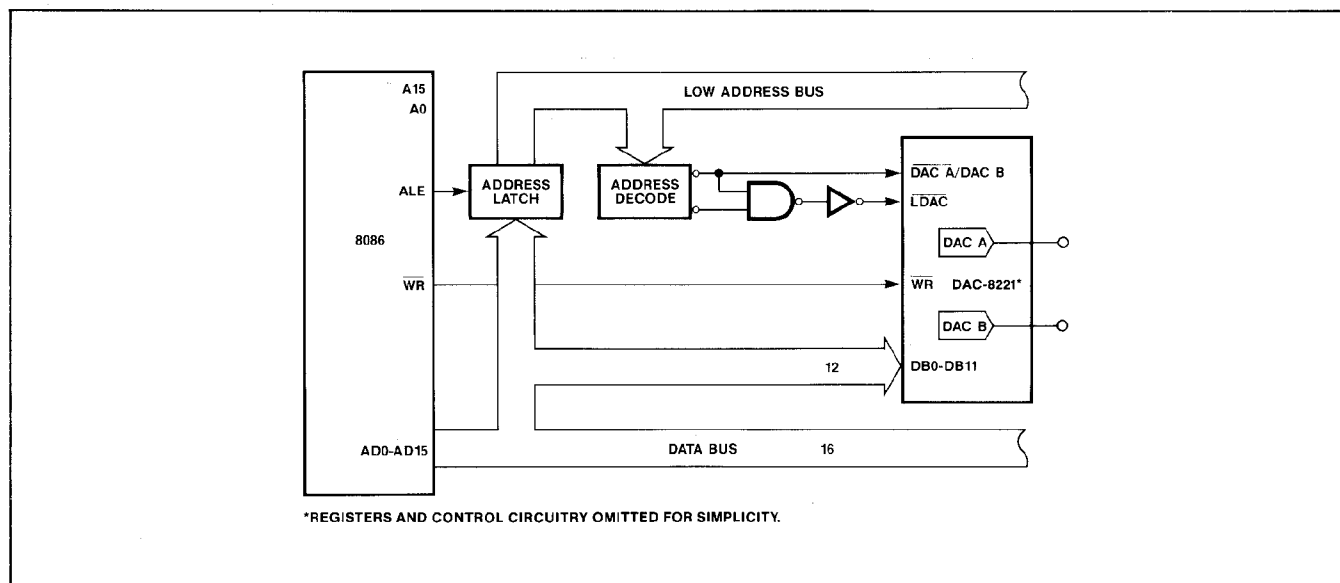 A15
A0
LOW ADDRESS BUS
ALE
ADDRESS
LATCH
ADDRESS
DECODE
DAC A/DAC B
LDAC
8086
DAC A
WR
WR DAC-8221*
DAC B
12
DB0-DB11
AD0-AD15
DATA BUS 16
*REGISTERS AND CONTROL CIRCUITRY OMITTED FOR SIMPLICITY.